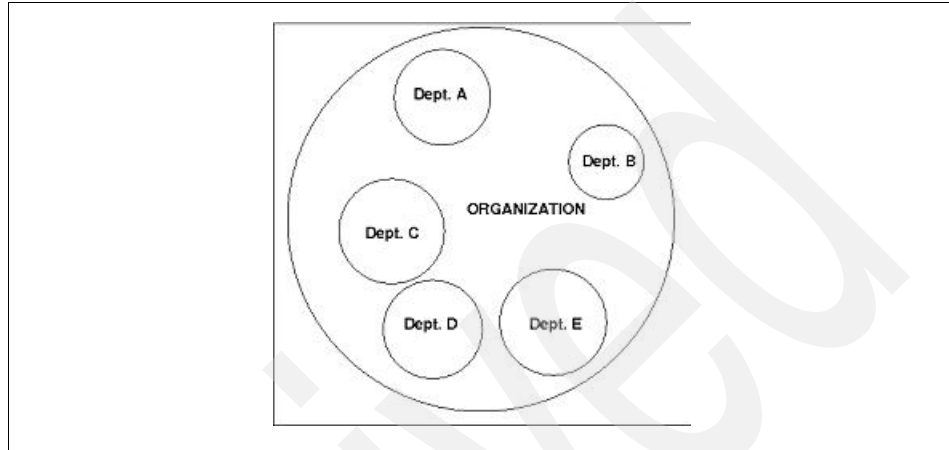 Dept. A
Dept. B
ORGANIZATION
Dept. C
Dept. D
Dept. E